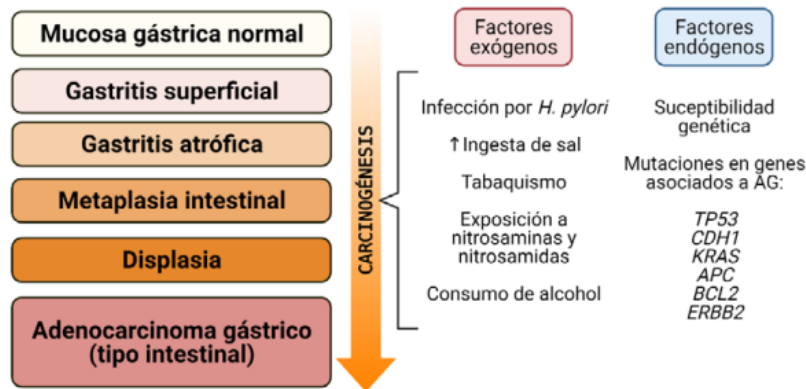 Mucosa gástrica normal
Gastritis superficial
Gastritis atrófica
Metaplasia intestinal
Displasia
Adenocarcinoma gástrico
(tipo intestinal)
CARCINOGÉNESIS
Factores
exógenos
Infección por H. pylori
↑Ingesta de sal
Tabaquismo
Exposición a
nitrosaminas y
nitrosamidas
Consumo de alcohol
Factores
endógenos
Suceptibilidad
genética
Mutaciones en genes
asociados a AG:
TP53
CDH1
KRAS
APC
BCL2
ERBB2